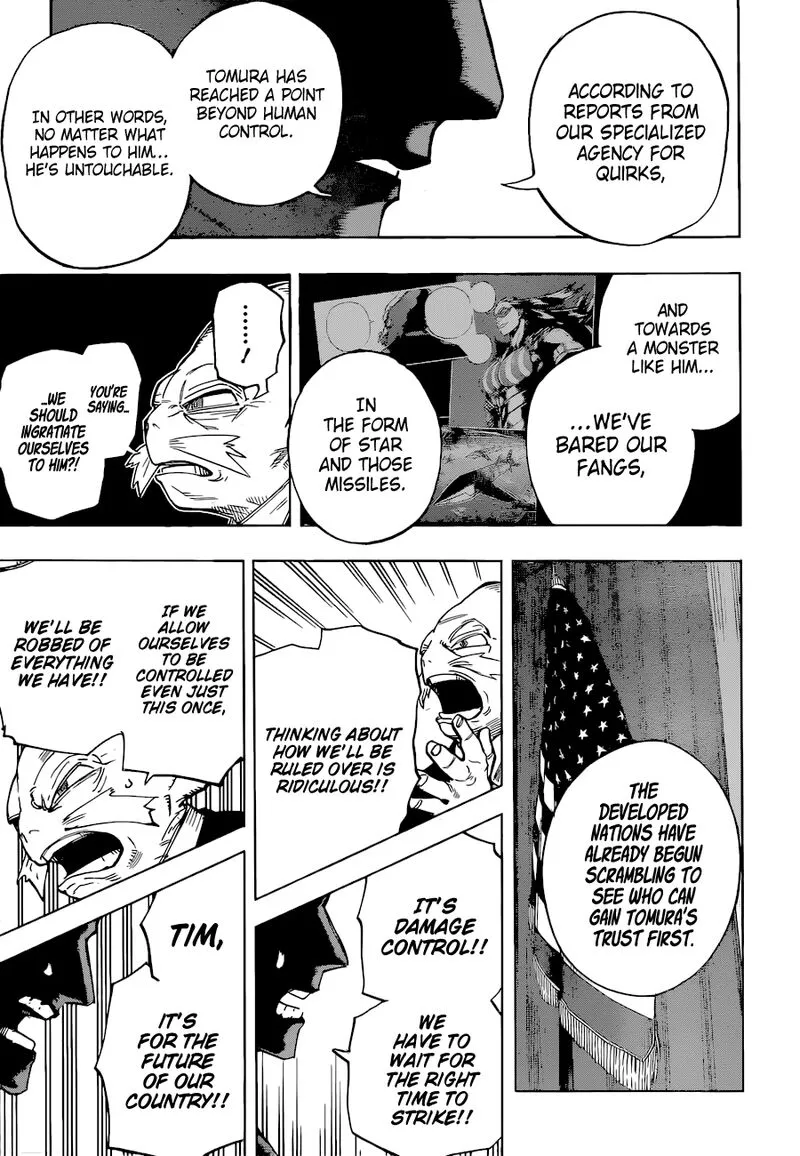 ACCORDING TO
REPORTS FROM
OUR SPECIALIZED
AGENCY FOR
QUIRKS,
TOMURA HAS
REACHED A POINT
BEYOND HUMAN
CONTROL.
IN OTHER WORDS,
NO MATTER WHAT
HAPPENS TO HIM...
HE'S UNTOUCHABLE.
AND
TOWARDS
A MONSTER
LIKE HIM...
...WE'VE
BARED OUR
FANGS,
IN
THE FORM
OF STAR
AND THOSE
MISSILES.
......!
YOU'RE
SAYING...
...WE
SHOULD
INGRATIATE
OURSELVES
TO HIM?!
THE
DEVELOPED
NATIONS HAVE
ALREADY BEGUN
SCRAMBLING TO
SEE WHO CAN
GAIN TOMURA'S
TRUST FIRST.
THINKING ABOUT
HOW WE'LL BE
RULED OVER IS
RIDICULOUS!!
IF WE
ALLOW
OURSELVES
TO BE
CONTROLLED
EVEN JUST
THIS ONCE,
WE'LL BE
ROBBED OF
EVERYTHING
WE HAVE!!
IT'S
DAMAGE
CONTROL!!
WE
HAVE TO
WAIT FOR
THE RIGHT
TIME TO
STRIKE!!
TIM,
IT'S
FOR THE
FUTURE
OF OUR
COUNTRY!!